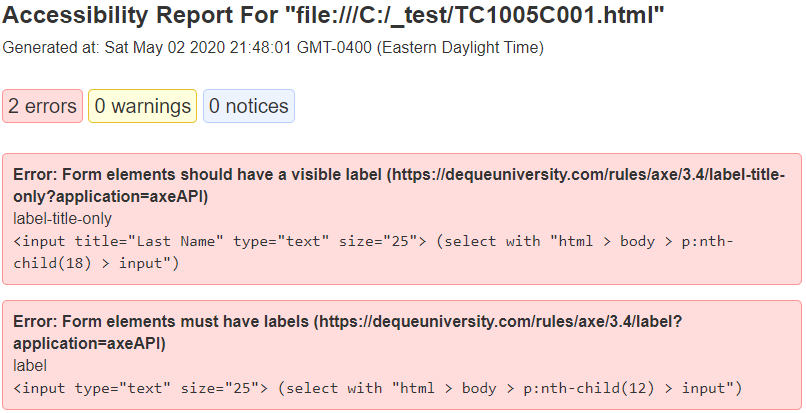 Accessibility Report For "file:///C:/_test/TC1005C001.html"
Generated at: Sat May 02 2020 21:48:01 GMT-0400 (Eastern Daylight Time)
2 errors 0 warnings 0 notices
Error: Form elements should have a visible label (https://dequeuniversity.com/rules/axe/3.4/label-title-
only?application=axeAPI)
label-title-only
<input title="Last Name" type="text" size="25"> (select with "html > body > p:nth-
child(18) > input")
Error: Form elements must have labels (https://dequeuniversity.com/rules/axe/3.4/label?
application=axeAPI)
label
<input type="text" size="25"> (select with "html > body > p:nth-child(12) > input")